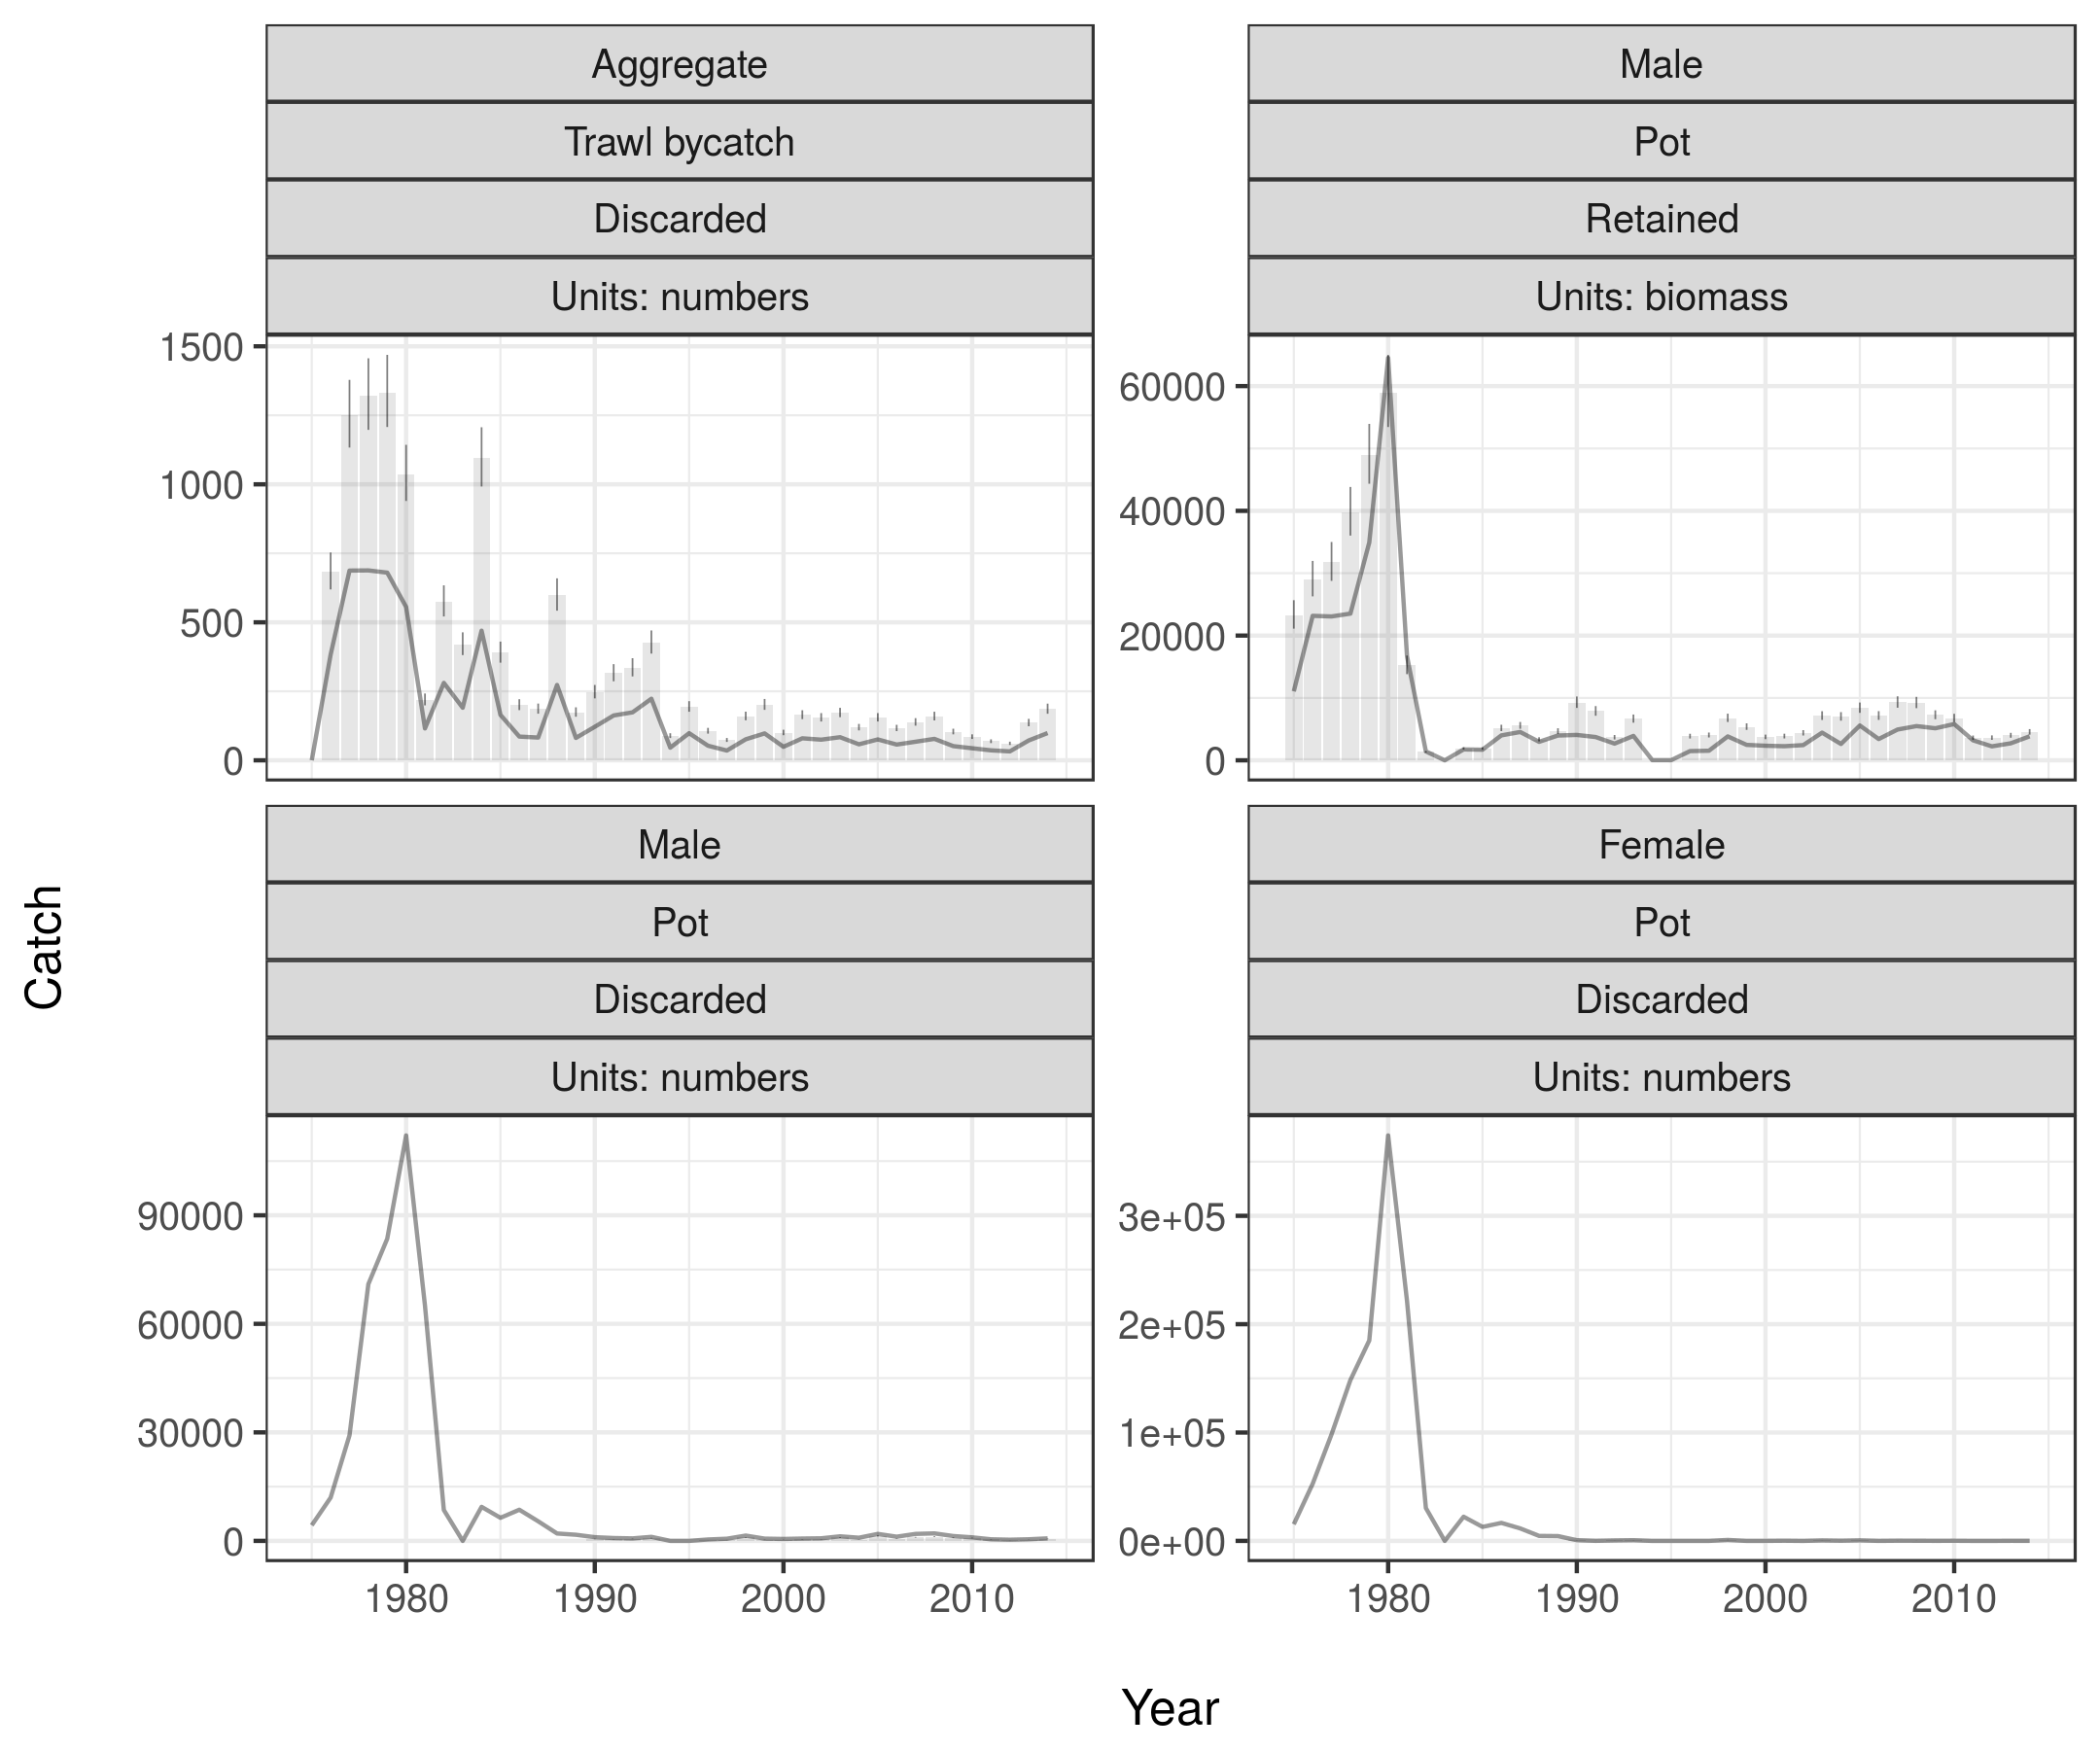 Aggregate
Trawl bycatch
Discarded
Units: numbers
1500
1000
500
0
Male
Pot
Retained
Units: biomass
60000
40000
20000
0
Catch
Male
Pot
Discarded
Units: numbers
90000
60000
30000
0
1980 1990 2000 2010
Female
Pot
Discarded
Units: numbers
3e+05
2e+05
1e+05
0e+00
1980 1990 2000 2010
Year